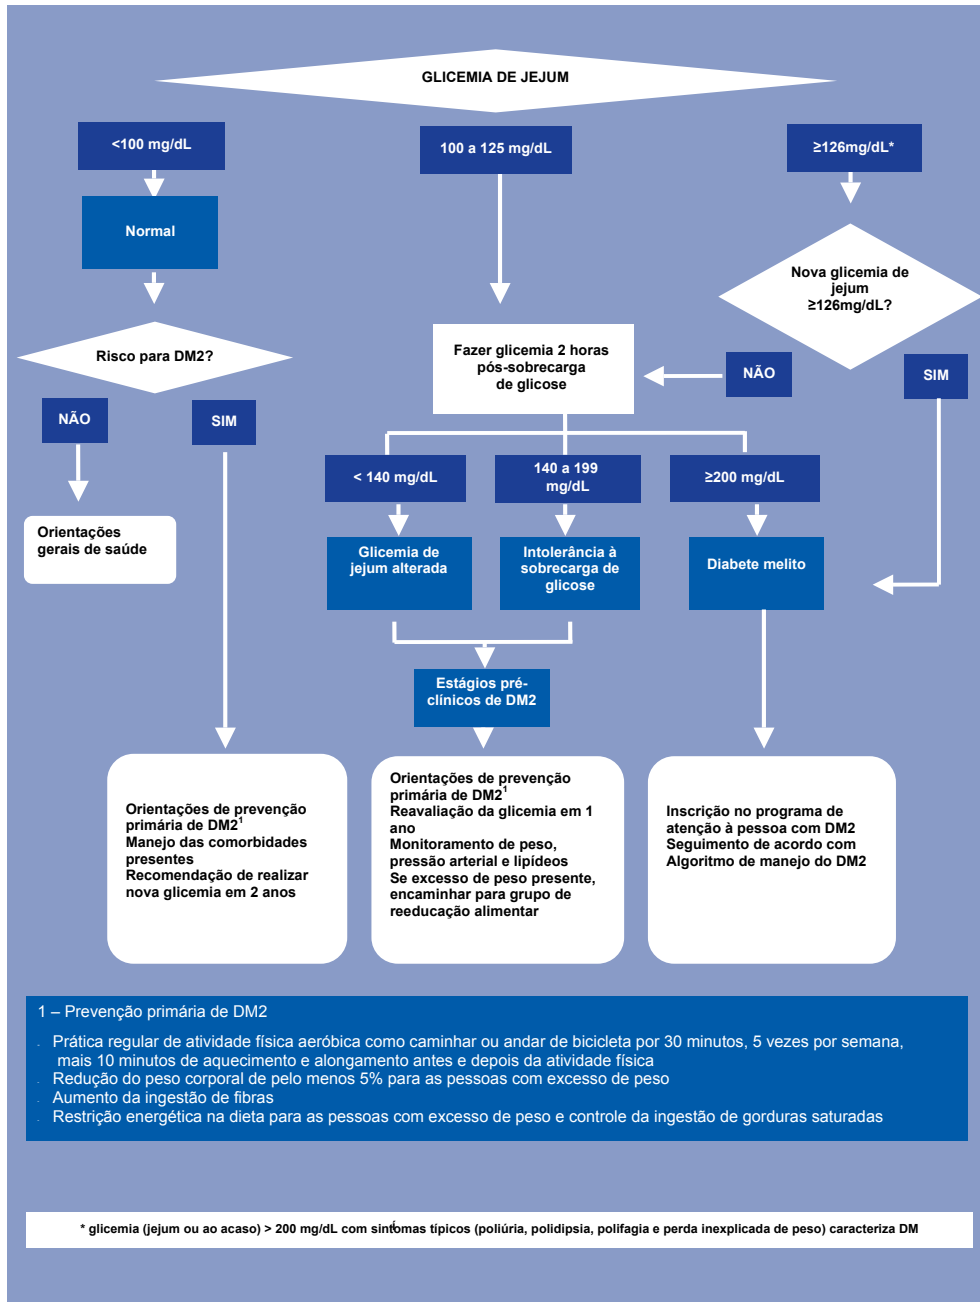 GLICEMIA DE JEJUM
<100 mg/dL
100 a 125 mg/dL
≥126mg/dL*
Normal
Nova glicemia de
jejum
≥126mg/dL?
Risco para DM2?
Fazer glicemia 2 horas
pós-sobrecarga
de glicose
NÃO
SIM
NÃO
SIM
< 140 mg/dL
140 a 199
mg/dL
≥200 mg/dL
Orientações
gerais de saúde
Glicemia de
jejum alterada
Intolerância à
sobrecarga de
glicose
Diabete melito
Estágios pré-
clínicos de DM2
Orientações de prevenção
primária de DM2¹
Manejo das comorbidades
presentes
Recomendação de realizar
nova glicemia em 2 anos
Orientações de prevenção
primária de DM2¹
Reavaliação da glicemia em 1
ano
Monitoramento de peso,
pressão arterial e lipídeos
Se excesso de peso presente,
encaminhar para grupo de
reeducação alimentar
Inscrição no programa de
atenção à pessoa com DM2
Seguimento de acordo com
Algoritmo de manejo do DM2
1 – Prevenção primária de DM2
- Prática regular de atividade física aeróbica como caminhar ou andar de bicicleta por 30 minutos, 5 vezes por semana,
mais 10 minutos de aquecimento e alongamento antes e depois da atividade física
- Redução do peso corporal de pelo menos 5% para as pessoas com excesso de peso
- Aumento da ingestão de fibras
- Restrição energética na dieta para as pessoas com excesso de peso e controle da ingestão de gorduras saturadas
* glicemia (jejum ou ao acaso) > 200 mg/dL com sintomas típicos (poliúria, polidipsia, polifagia e perda inexplicada de peso) caracteriza DM